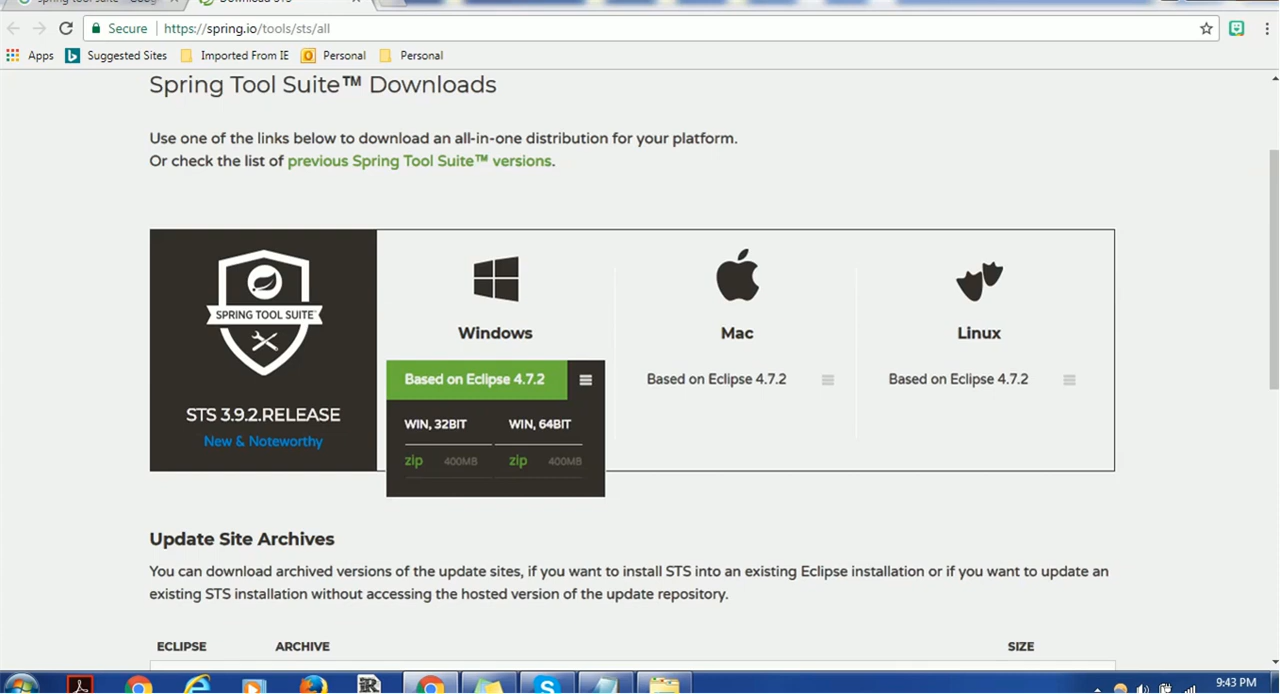 spring tool suite - Goog
Download STS
Secure
https://spring.io/tools/sts/all
Apps
Suggested Sites
Imported From IE
Personal
Personal
Spring Tool Suite™ Downloads
Use one of the links below to download an all-in-one distribution for your platform.
Or check the list of previous Spring Tool Suite™ versions.
SPRING TOOL SUITE™
STS 3.9.2.RELEASE
New & Noteworthy
Windows
Based on Eclipse 4.7.2
WIN, 32BIT
WIN, 64BIT
zip 400MB
zip 400MB
Mac
Based on Eclipse 4.7.2
Linux
Based on Eclipse 4.7.2
Update Site Archives
You can download archived versions of the update sites, if you want to install STS into an existing Eclipse installation or if you want to update an
existing STS installation without accessing the hosted version of the update repository.
ECLIPSE
ARCHIVE
SIZE
9:43 PM